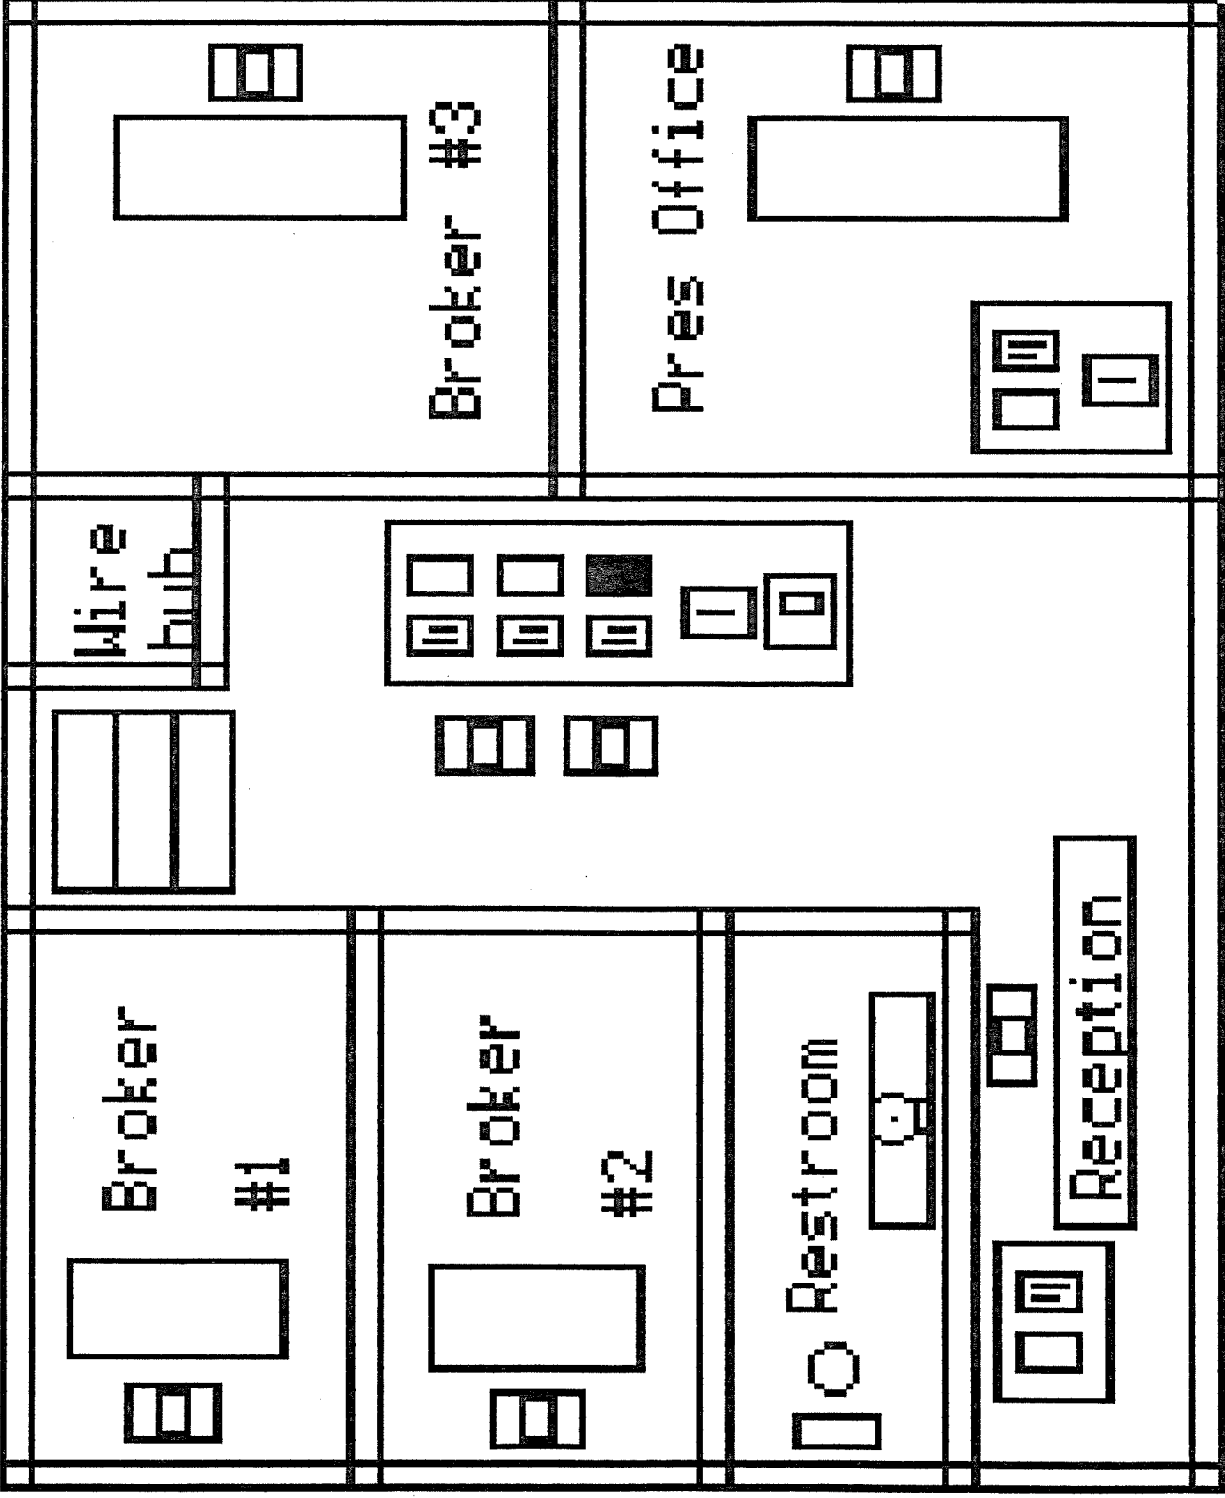 Broker #3
Pres Office
Wire
hub
Broker
#1
Broker
#2
Restroom
Reception